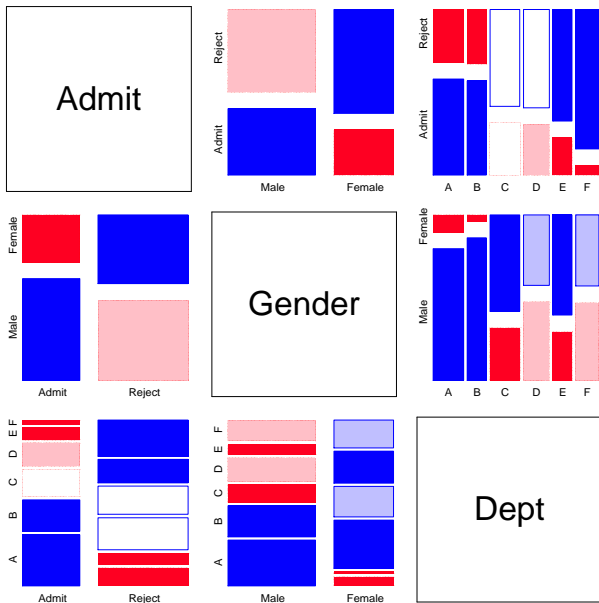 Admit
Reject
Admit
Male
Female
Reject
Admit
A B C D E F
Female
Male
Admit
Reject
Gender
Female
Male
A B C D E F
F
E
D
C
B
A
Admit
Reject
F
E
D
C
B
A
Male
Female
Dept